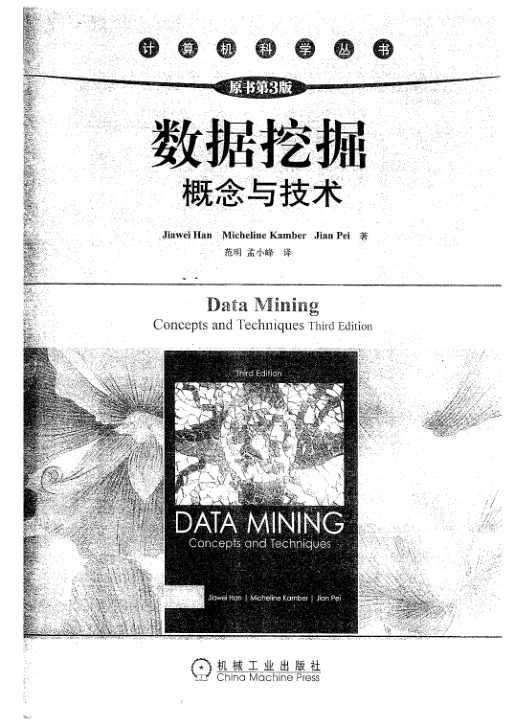 计算机科学丛书
原书第3版
数据挖掘
概念与技术
Jiawei Han Micheline Kamber Jian Pei 著
范明 孟小峰 译
Data Mining
Concepts and Techniques Third Edition
Third Edition
DATA MINING
Concepts and Techniques
Jiawei Han | Micheline Kamber | Jian Pei
机械工业出版社
China Machine Press